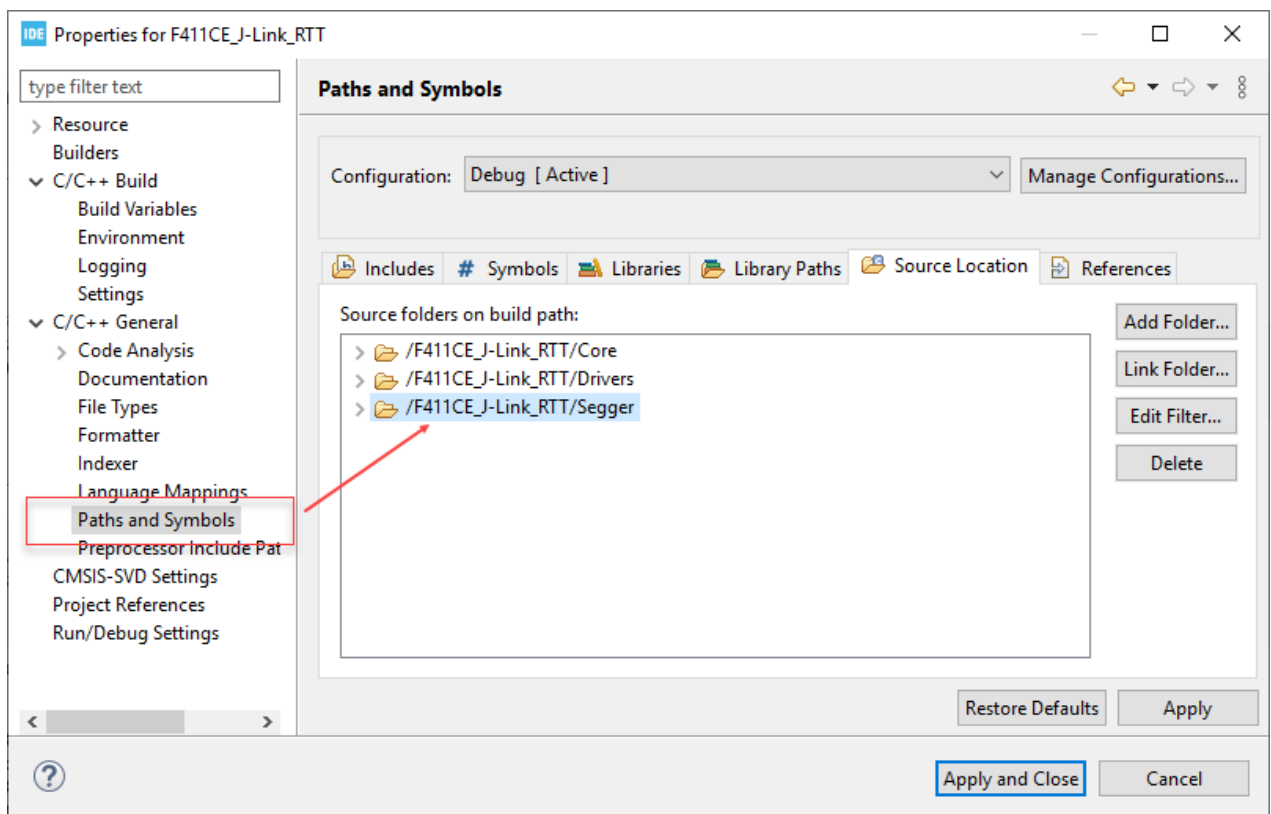 IDE Properties for F411CE_J-Link_RTT
type filter text
Resource
Builders
C/C++ Build
Build Variables
Environment
Logging
Settings
C/C++ General
Code Analysis
Documentation
File Types
Formatter
Indexer
Language Mappings
Paths and Symbols
Preprocessor Include Pat
CMSIS-SVD Settings
Project References
Run/Debug Settings
Paths and Symbols
Configuration: Debug [ Active ] Manage Configurations...
Includes # Symbols Libraries Library Paths Source Location References
Source folders on build path:
/F411CE_J-Link_RTT/Core
/F411CE_J-Link_RTT/Drivers
/F411CE_J-Link_RTT/Segger
Add Folder...
Link Folder...
Edit Filter...
Delete
Restore Defaults Apply
? Apply and Close Cancel